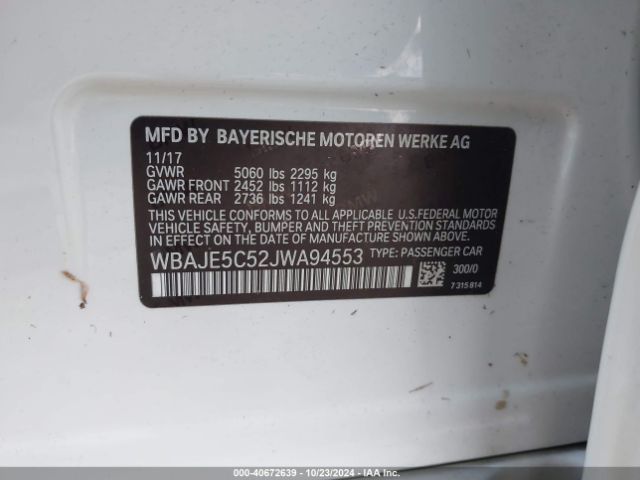 MFD BY BAYERISCHE MOTOREN WERKE AG
11/17
GVWR 5060 lbs 2295 kg
GAWR FRONT 2452 lbs 1112 kg
GAWR REAR 2736 lbs 1241 kg
THIS VEHICLE CONFORMS TO ALL APPLICABLE U.S.FEDERAL MOTOR
VEHICLE SAFETY, BUMPER AND THEFT PREVENTION STANDARDS
IN EFFECT ON THE DATE OF MANUFACTURE SHOWN ABOVE.
WBAJE5C52JWA94553 TYPE: PASSENGER CAR
300/0
7 315 814
000-40672639 - 10/23/2024 - IAA Inc.